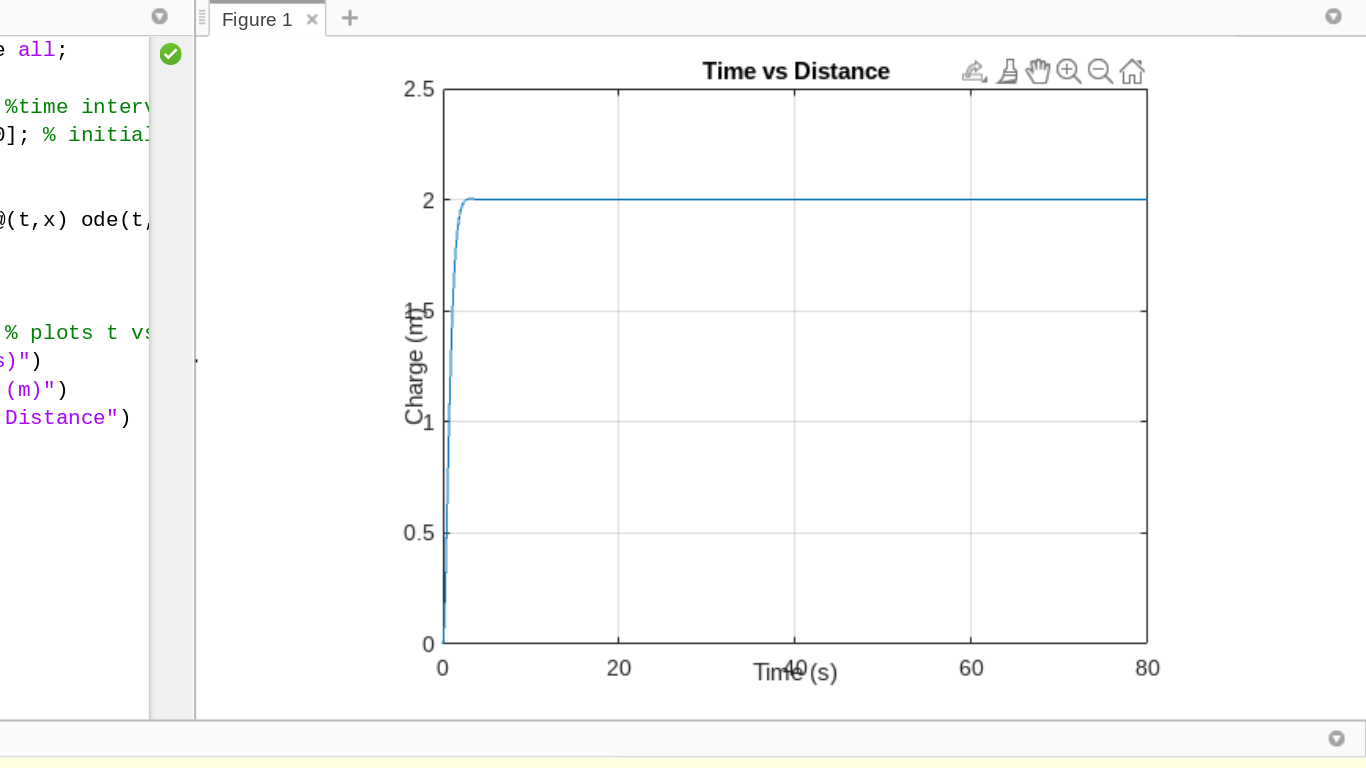 Figure 1
e all;
%time interv
0]; % initial
@(t,x) ode(t,
% plots t vs
s)")
(m)")
Distance")
Time vs Distance
2.5
2
1.5
1
0.5
0
Charge (m)
0 20 40 60 80
Time (s)